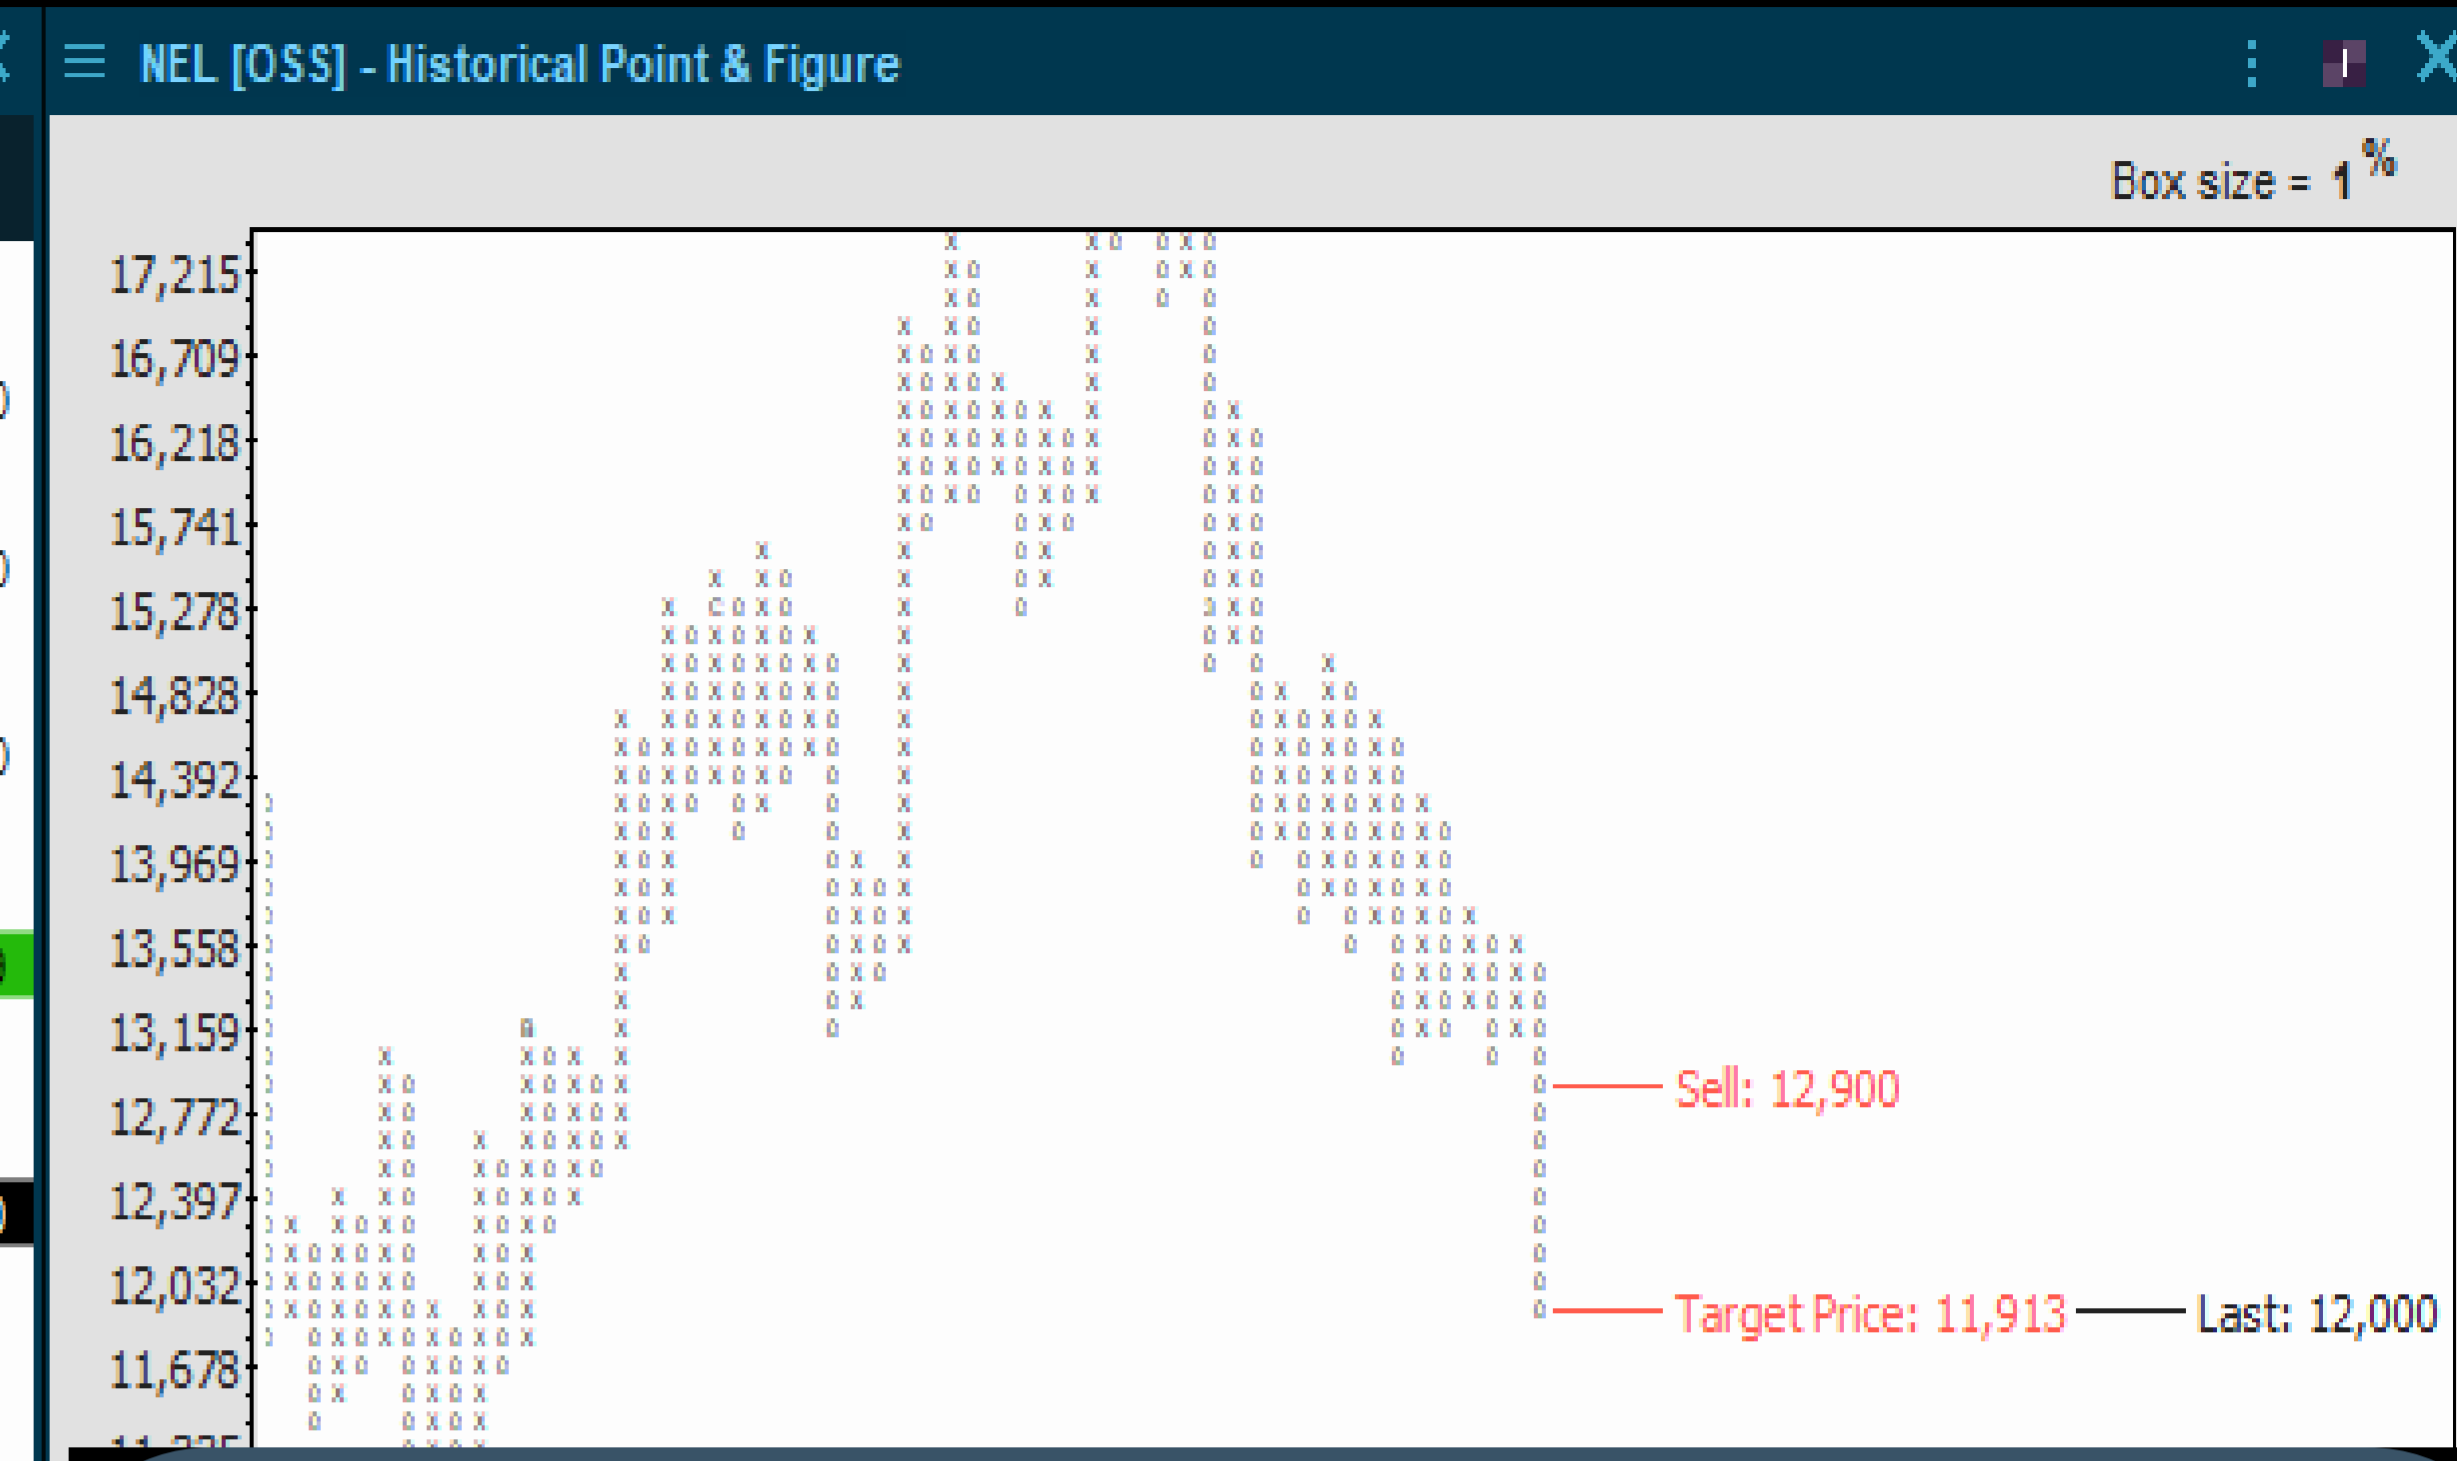 NEL [OSS] - Historical Point & Figure
Box size = 1%
17,215
16,709
16,218
15,741
15,278
14,828
14,392
13,969
13,558
13,159
12,772
12,397
12,032
11,678
Sell: 12,900
Target Price: 11,913
Last: 12,000